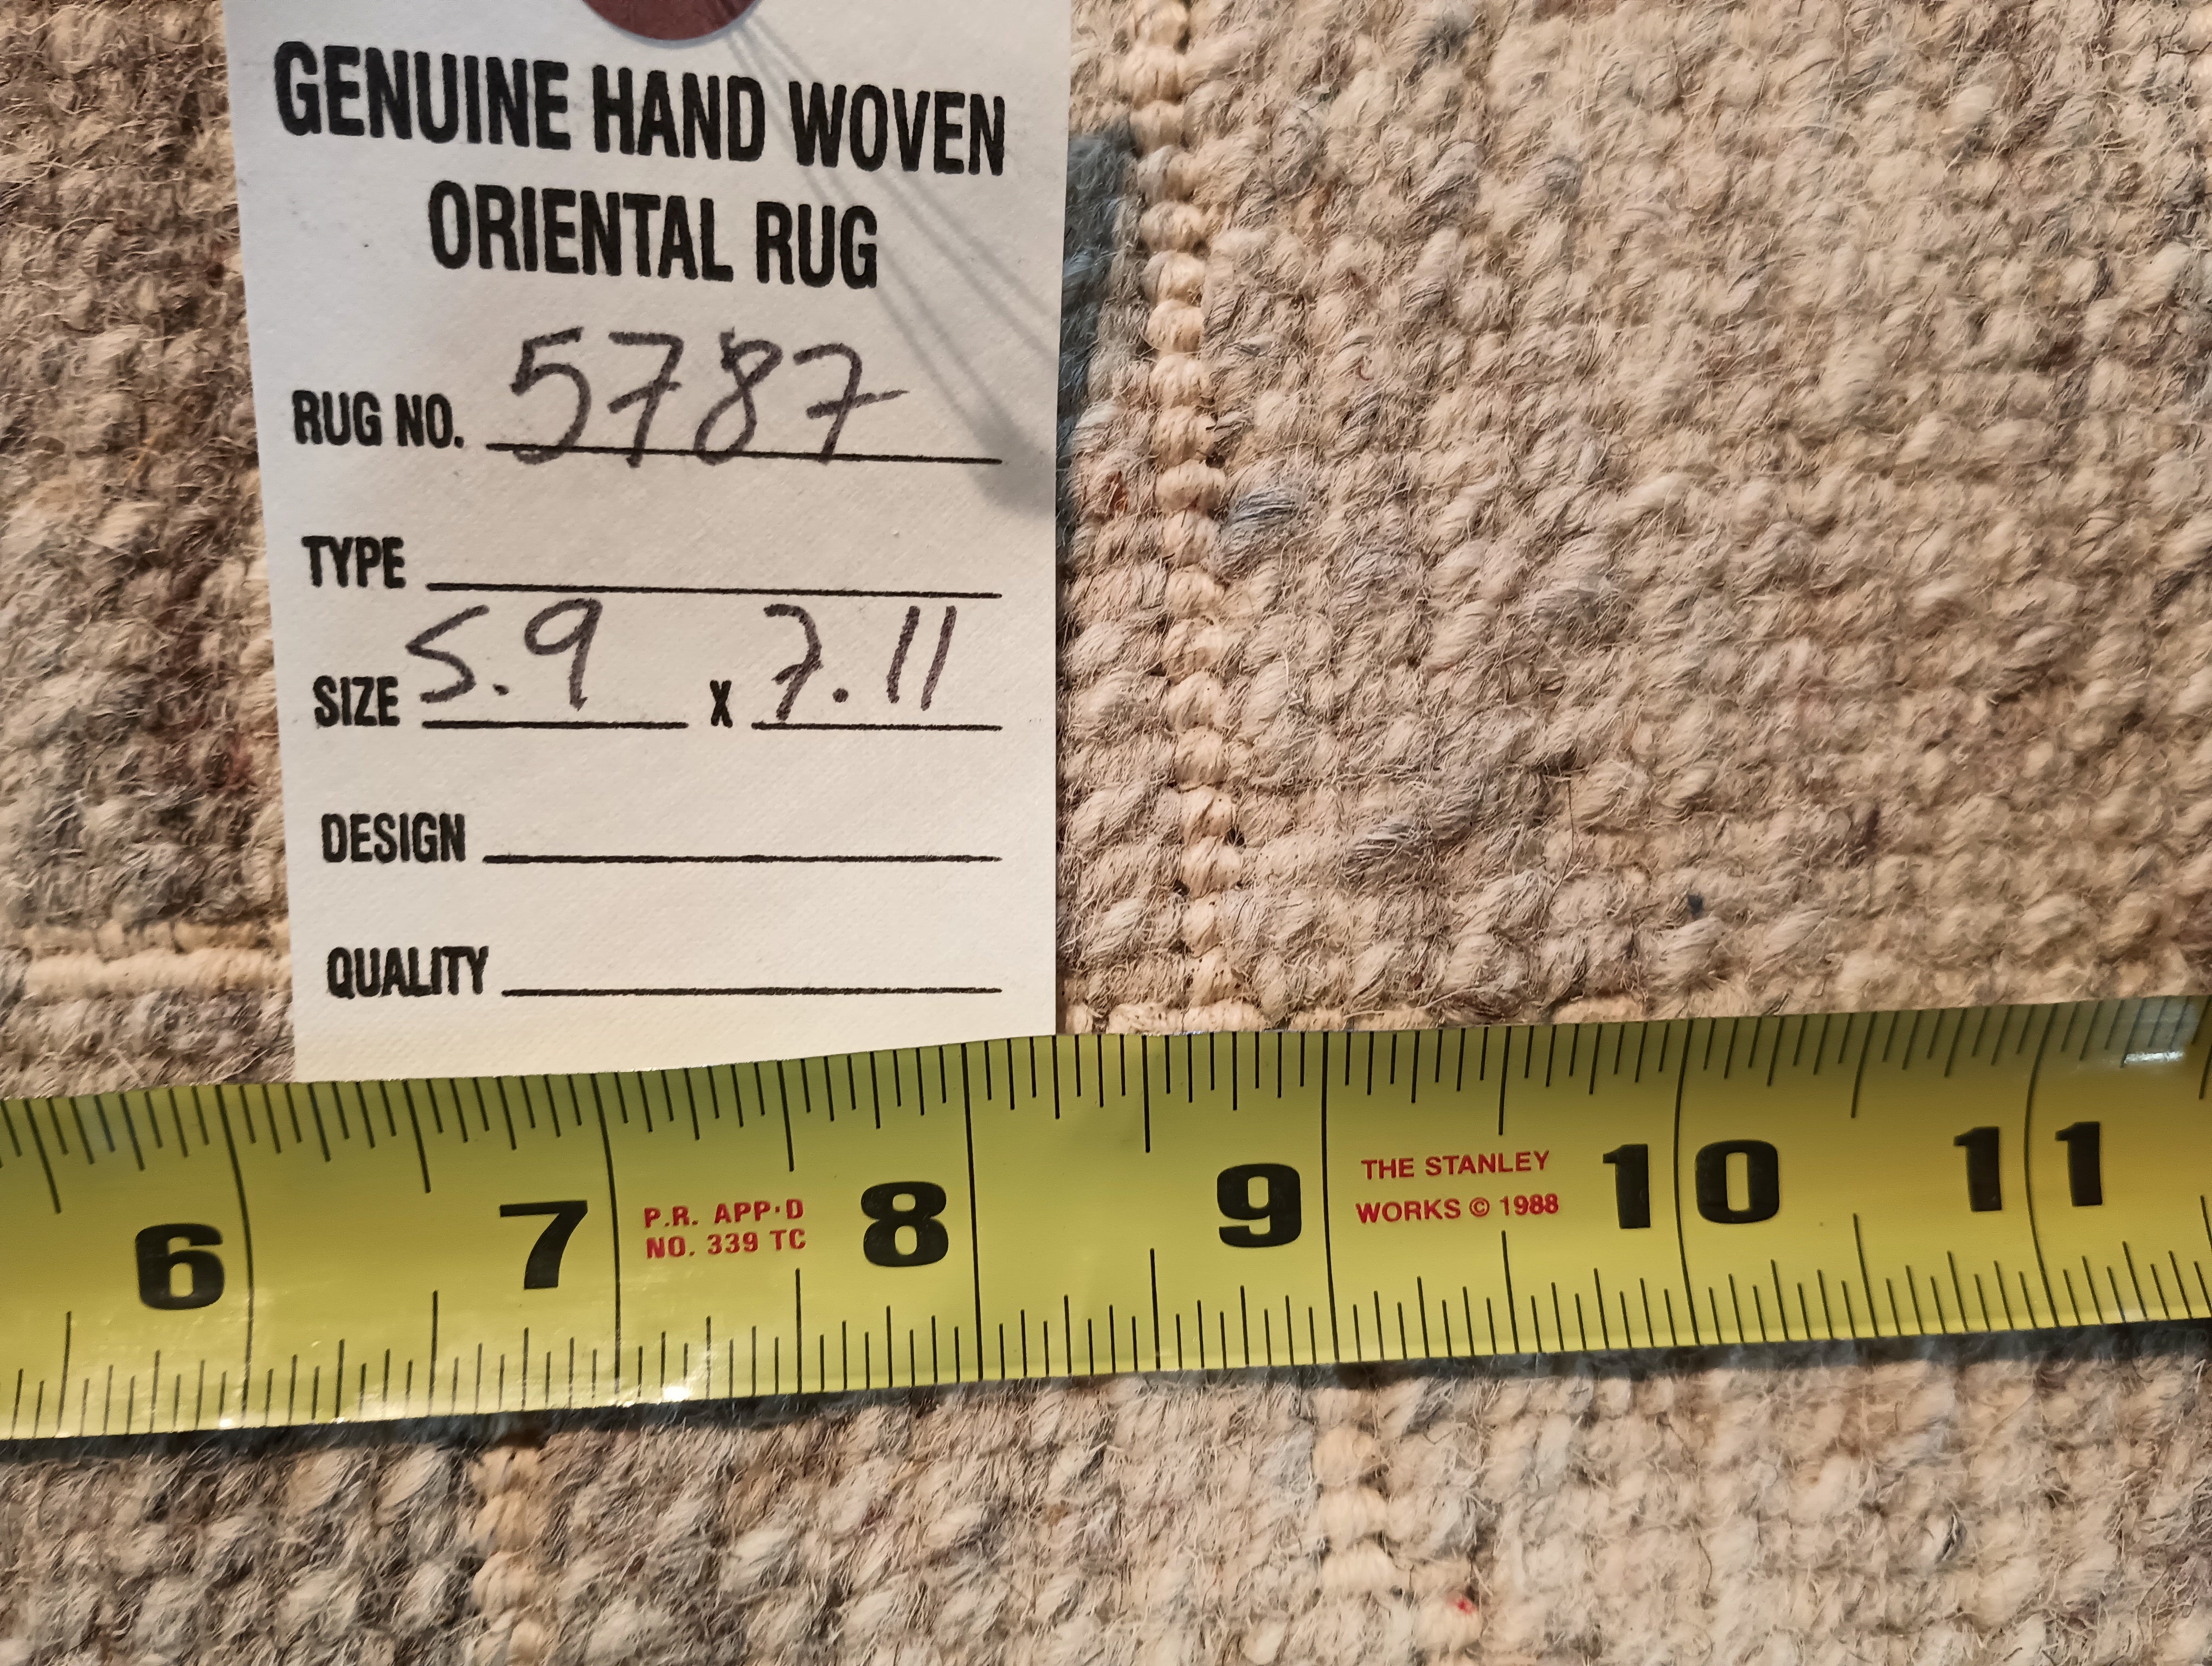 GENUINE HAND WOVEN
ORIENTAL RUG
RUG NO. 5787
TYPE
SIZE 5.9 x 7.11
DESIGN
QUALITY
6 7 P.R. APP'D 8 9 THE STANLEY 10 11
NO. 339 TC WORKS © 1988